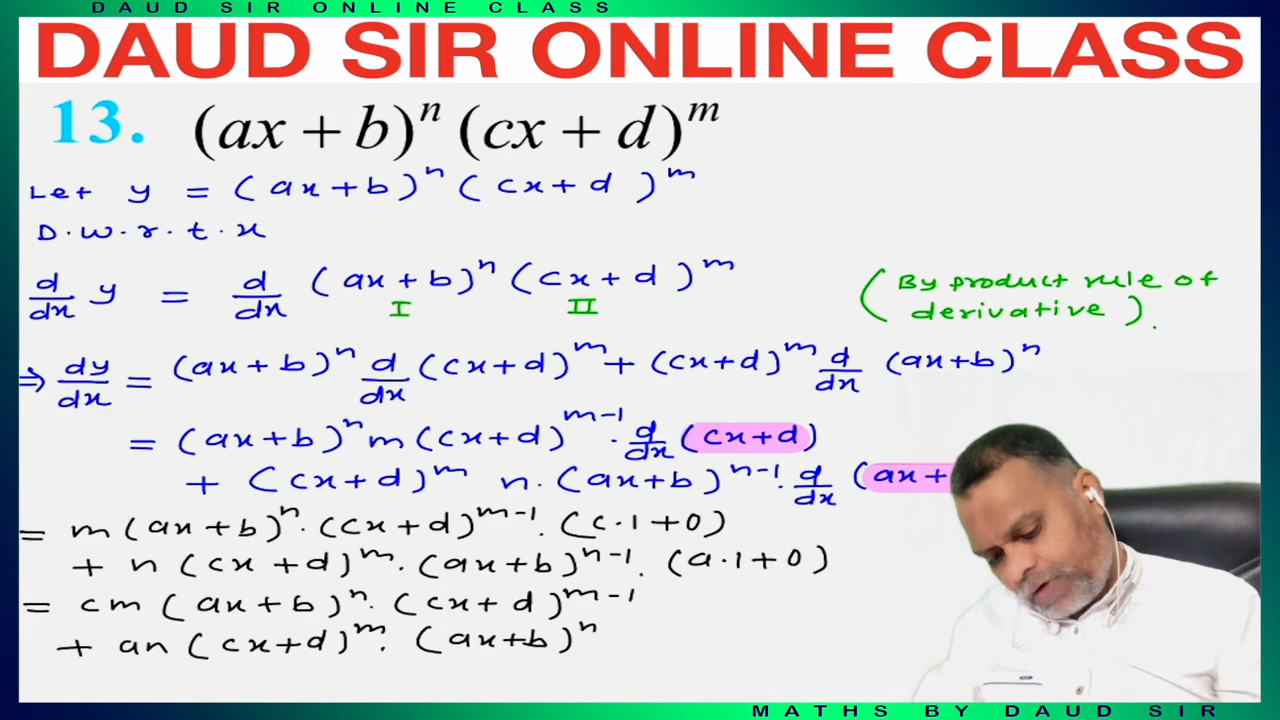 DAUD SIR ONLINE CLASS
DAUD SIR ONLINE CLASS
13. (ax + b)ⁿ (cx + d)ᵐ
Let y = (ax+b)ⁿ (cx+d)ᵐ
D.w.r.t.x
d/dx y = d/dx (ax+b)ⁿ (cx+d)ᵐ
I II
(By product rule of
derivative).
⇒ dy/dx = (ax+b)ⁿ d/dx (cx+d)ᵐ + (cx+d)ᵐ d/dx (ax+b)ⁿ
= (ax+b)ⁿ m (cx+d)ᵐ⁻¹ · d/dx (cx+d)
+ (cx+d)ᵐ n·(ax+b)ⁿ⁻¹ · d/dx (ax+
= m(ax+b)ⁿ·(cx+d)ᵐ⁻¹·(c·1+0)
+ n(cx+d)ᵐ·(ax+b)ⁿ⁻¹·(a·1+0)
= cm(ax+b)ⁿ·(cx+d)ᵐ⁻¹
+ an(cx+d)ᵐ·(ax+b)ⁿ
MATHS BY DAUD SIR